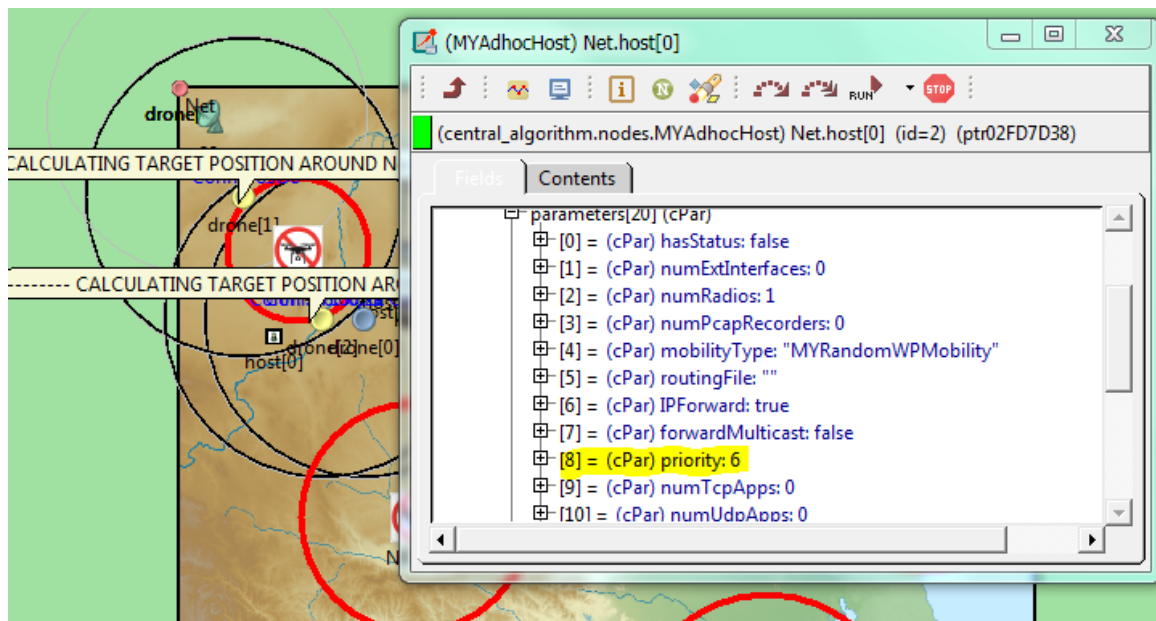 (MYAdhocHost) Net.host[0]
RUN
STOP
(central_algorithm.nodes.MYAdhocHost) Net.host[0] (id=2) (ptr02FD7D38)
Fields
Contents
parameters[20] (cPar)
[0] = (cPar) hasStatus: false
[1] = (cPar) numExtInterfaces: 0
[2] = (cPar) numRadios: 1
[3] = (cPar) numPcapRecorders: 0
[4] = (cPar) mobilityType: "MYRandomWPMobility"
[5] = (cPar) routingFile: ""
[6] = (cPar) IPForward: true
[7] = (cPar) forwardMulticast: false
[8] = (cPar) priority: 6
[9] = (cPar) numTcpApps: 0
[10] = (cPar) numUdpApps: 0
Net
CALCULATING TARGET POSITION AROUND N
drone[1]
-------- CALCULATING TARGET POSITION AR
drone[2]
drone[0]
host[0]
N